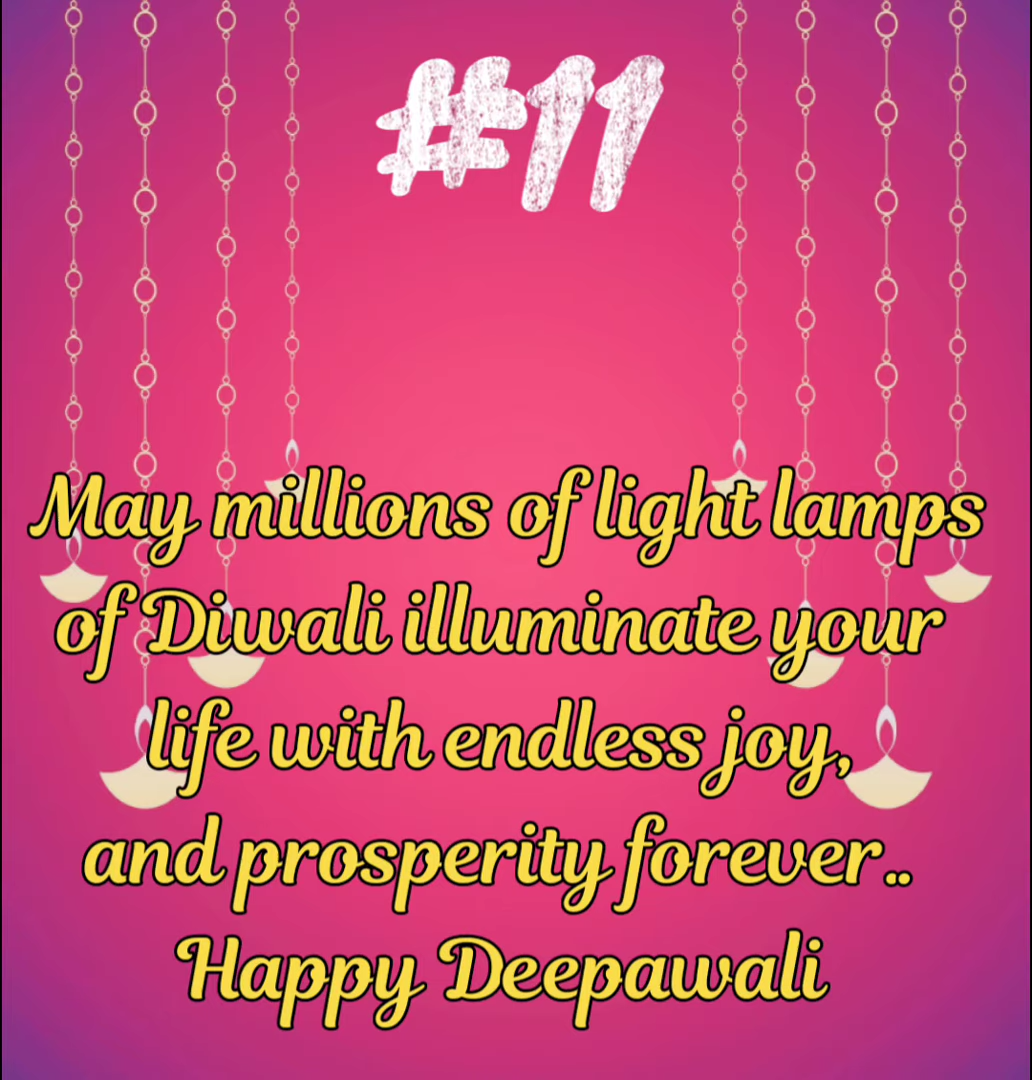 #11
May millions of light lamps
of Diwali illuminate your
life with endless joy,
and prosperity forever..
Happy Deepawali